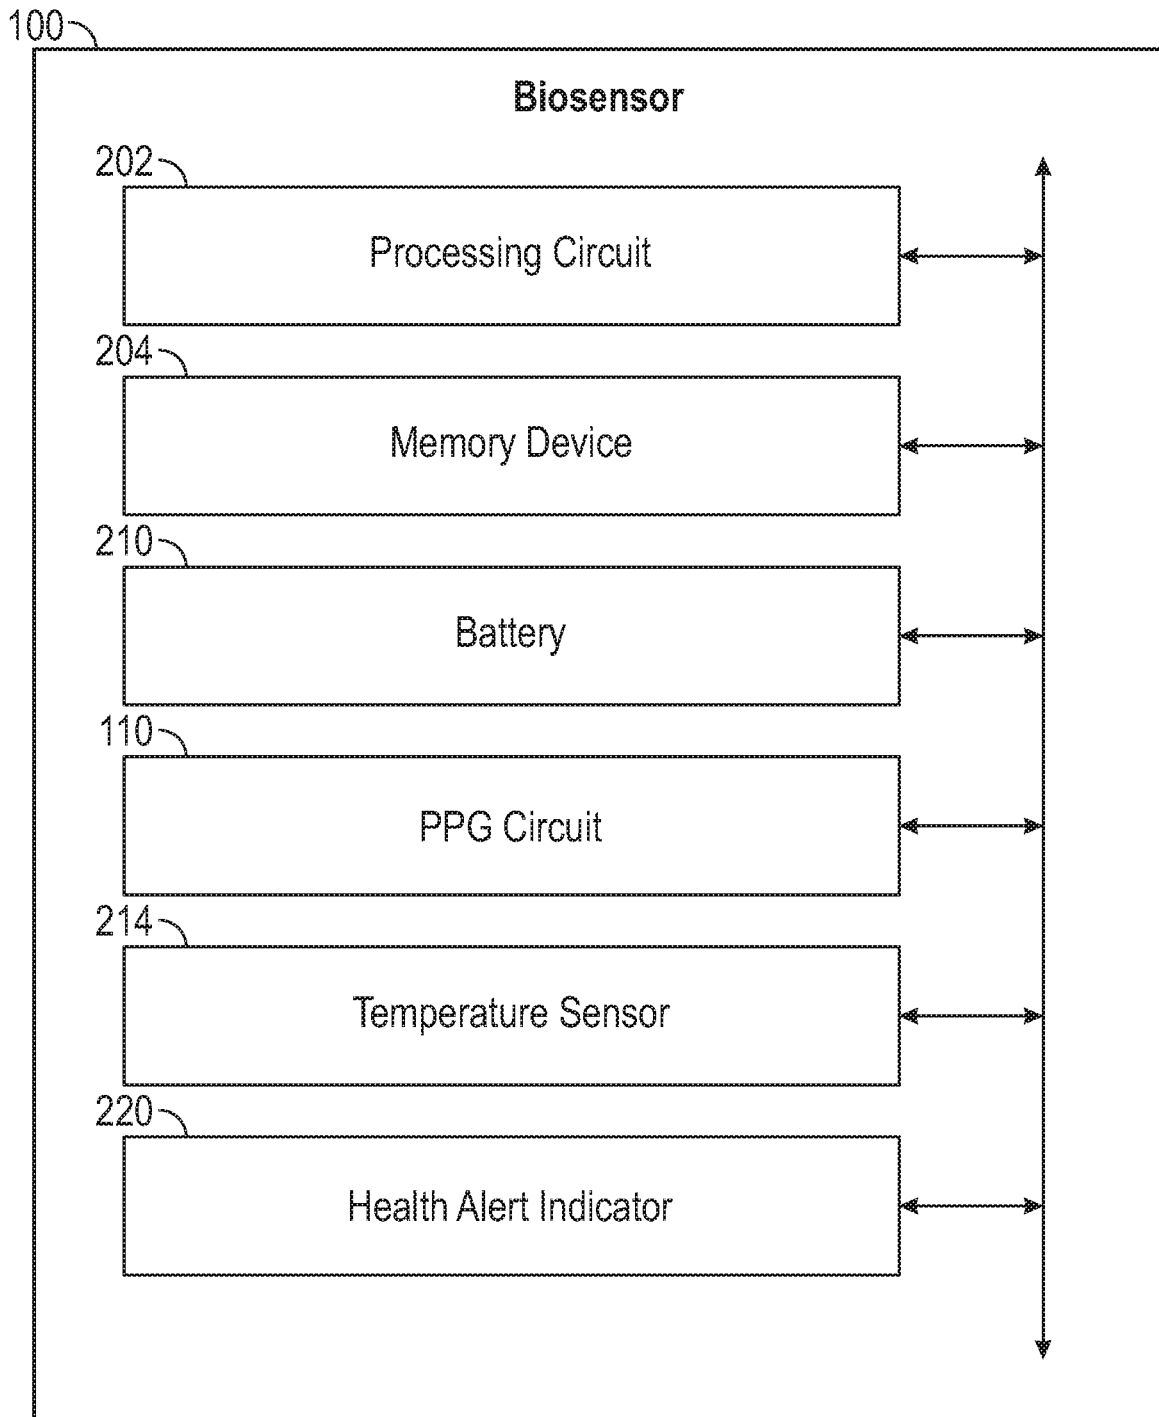 100
Biosensor
202
Processing Circuit
204
Memory Device
210
Battery
110
PPG Circuit
214
Temperature Sensor
220
Health Alert Indicator